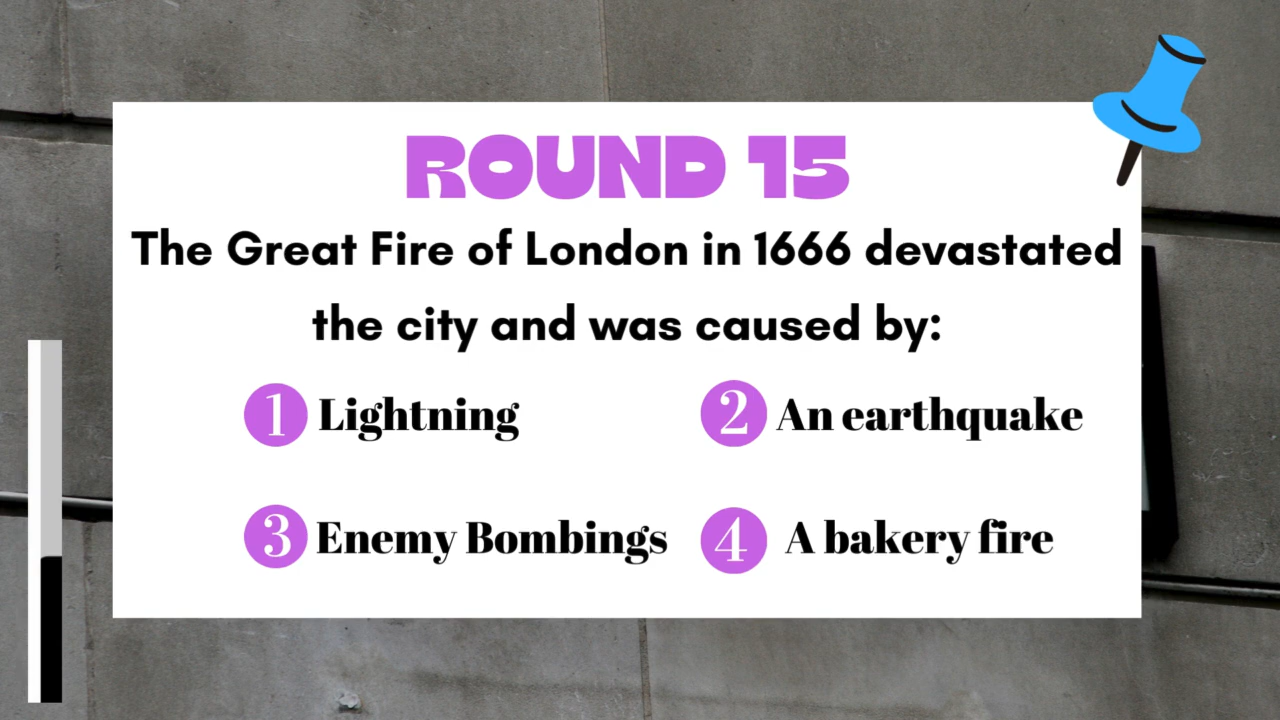 ROUND 15
The Great Fire of London in 1666 devastated
the city and was caused by:
1 Lightning
2 An earthquake
3 Enemy Bombings
4 A bakery fire